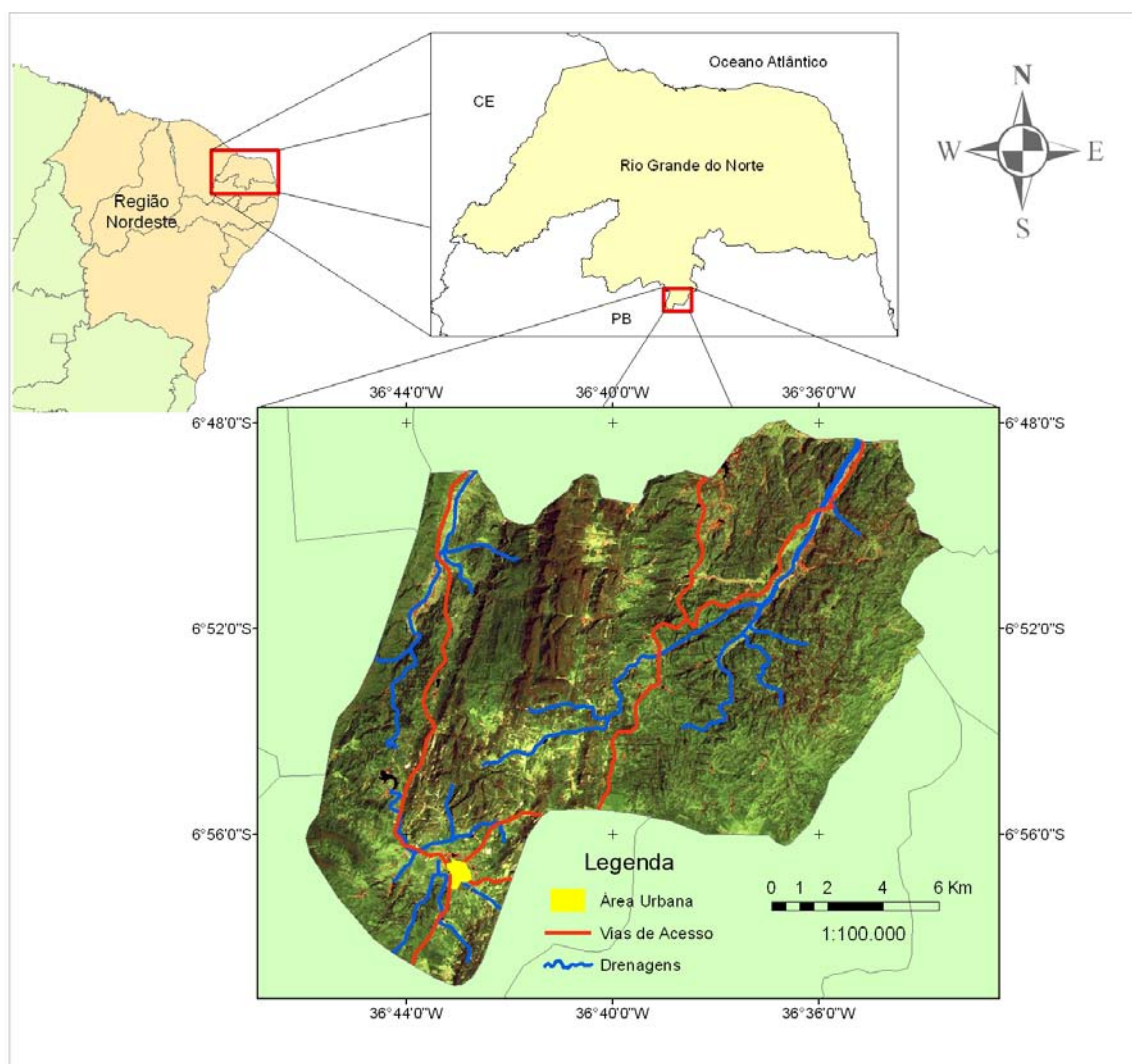 Oceano Atlântico
CE
N
W
E
S
Rio Grande do Norte
Região
Nordeste
PB
36°44'0"W
36°40'0"W
36°36'0"W
6°48'0"S
6°48'0"S
6°52'0"S
6°52'0"S
6°56'0"S
6°56'0"S
Legenda
Àrea Urbana
Vias de Acesso
Drenagens
0 1 2 4 6 Km
1:100.000
36°44'0"W
36°40'0"W
36°36'0"W